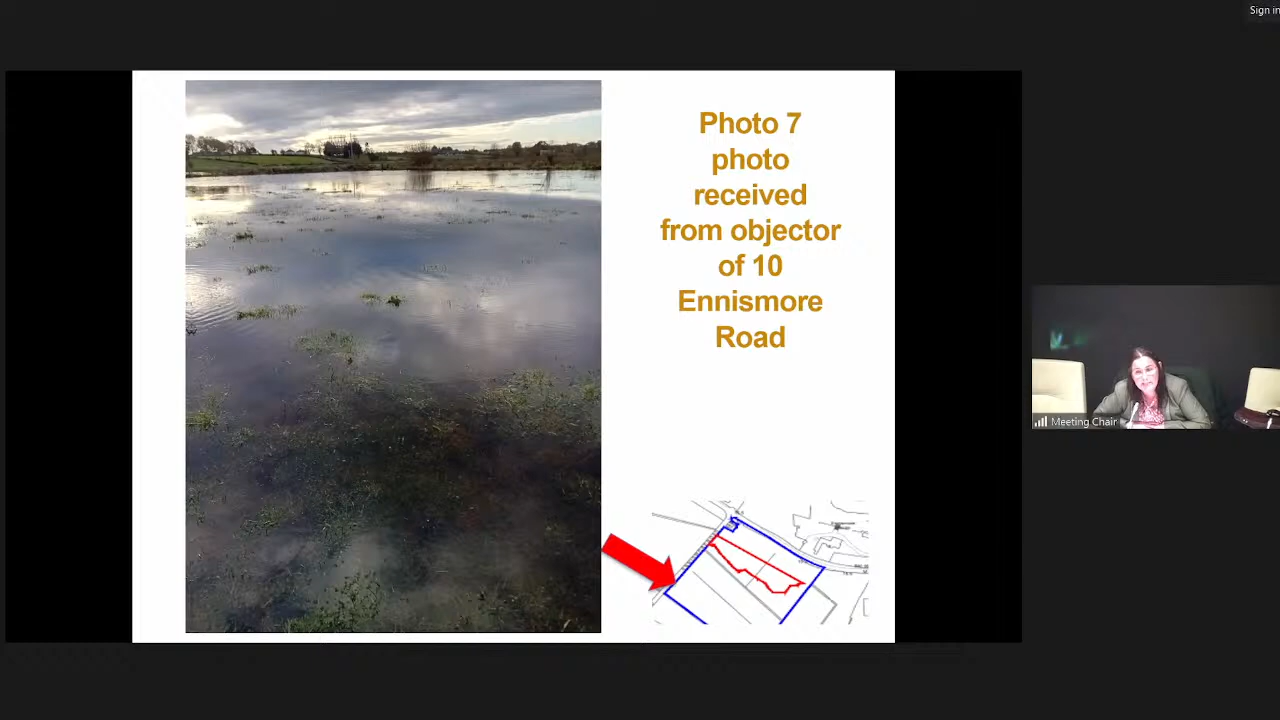 Sign in
Photo 7
photo
received
from objector
of 10
Ennismore
Road
Meeting Chair